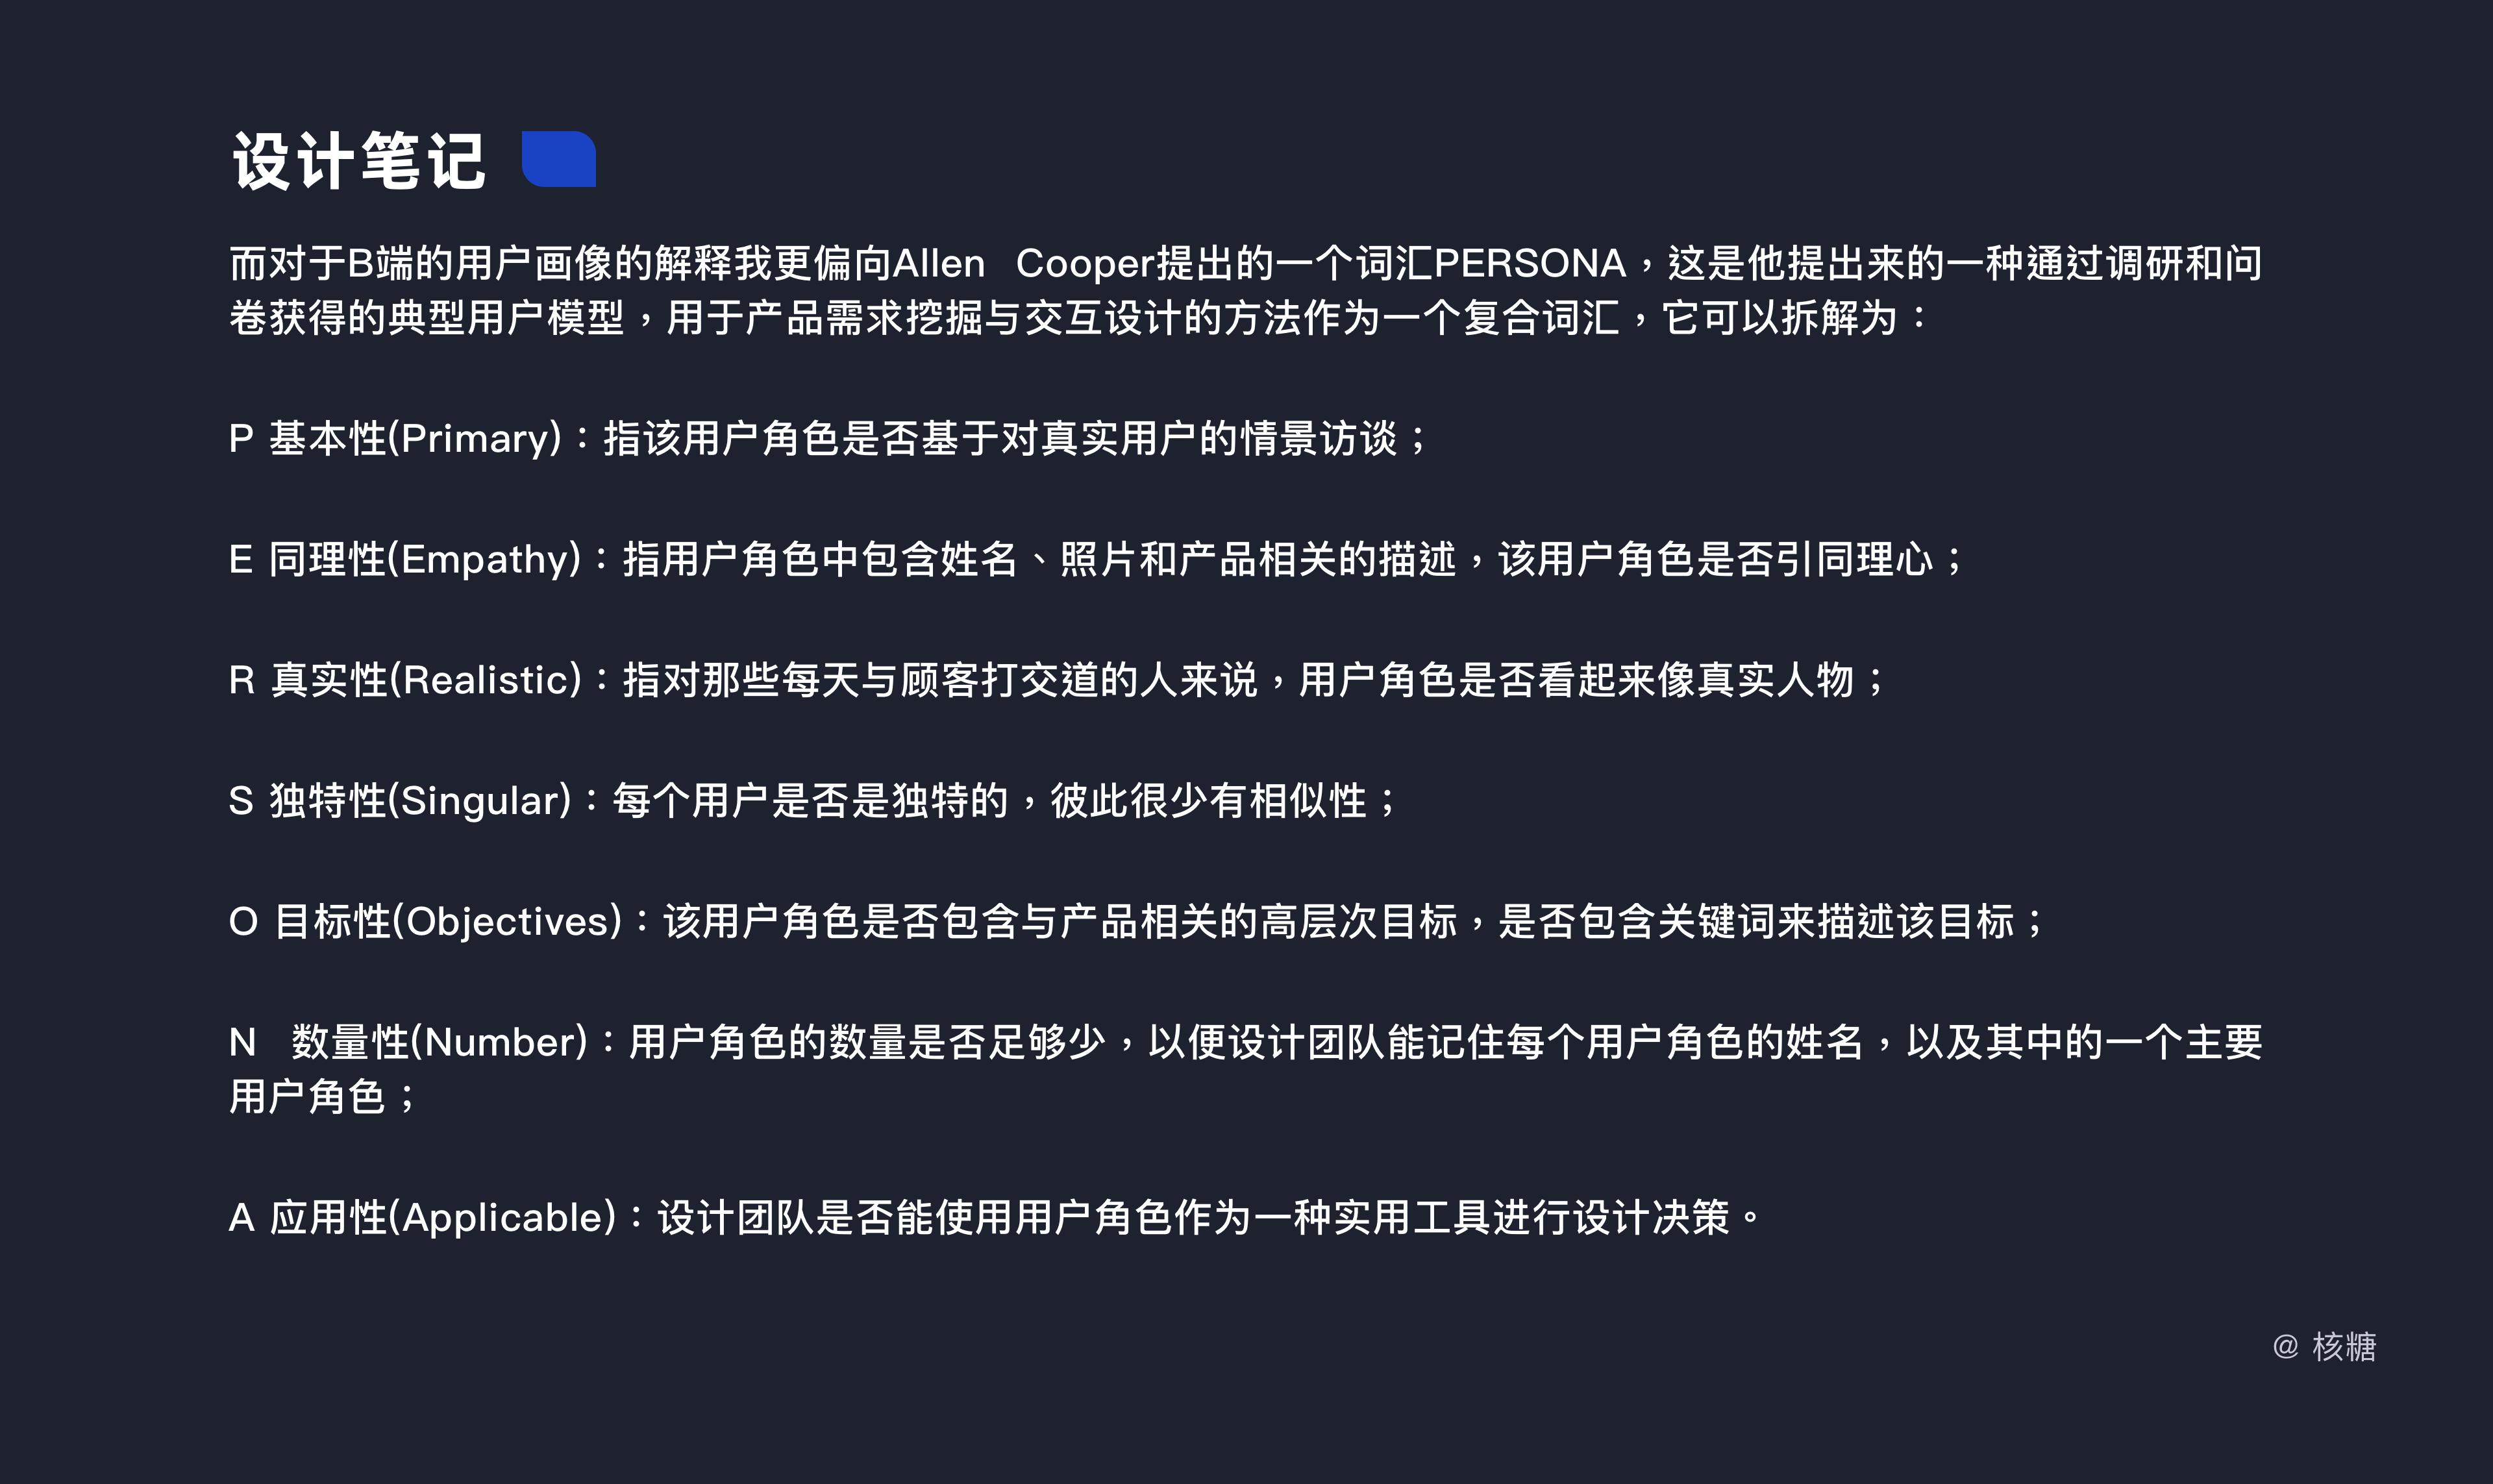 设计笔记
而对于B端的用户画像的解释我更偏向Allen Cooper提出的一个词汇PERSONA，这是他提出来的一种通过调研和问
卷获得的典型用户模型，用于产品需求挖掘与交互设计的方法作为一个复合词汇，它可以拆解为：
P 基本性(Primary)：指该用户角色是否基于对真实用户的情景访谈；
E 同理性(Empathy)：指用户角色中包含姓名、照片和产品相关的描述，该用户角色是否引同理心；
R 真实性(Realistic)：指对那些每天与顾客打交道的人来说，用户角色是否看起来像真实人物；
S 独特性(Singular)：每个用户是否是独特的，彼此很少有相似性；
O 目标性(Objectives)：该用户角色是否包含与产品相关的高层次目标，是否包含关键词来描述该目标；
N 数量性(Number)：用户角色的数量是否足够少，以便设计团队能记住每个用户角色的姓名，以及其中的一个主要
用户角色；
A 应用性(Applicable)：设计团队是否能使用用户角色作为一种实用工具进行设计决策。
@ 核糖